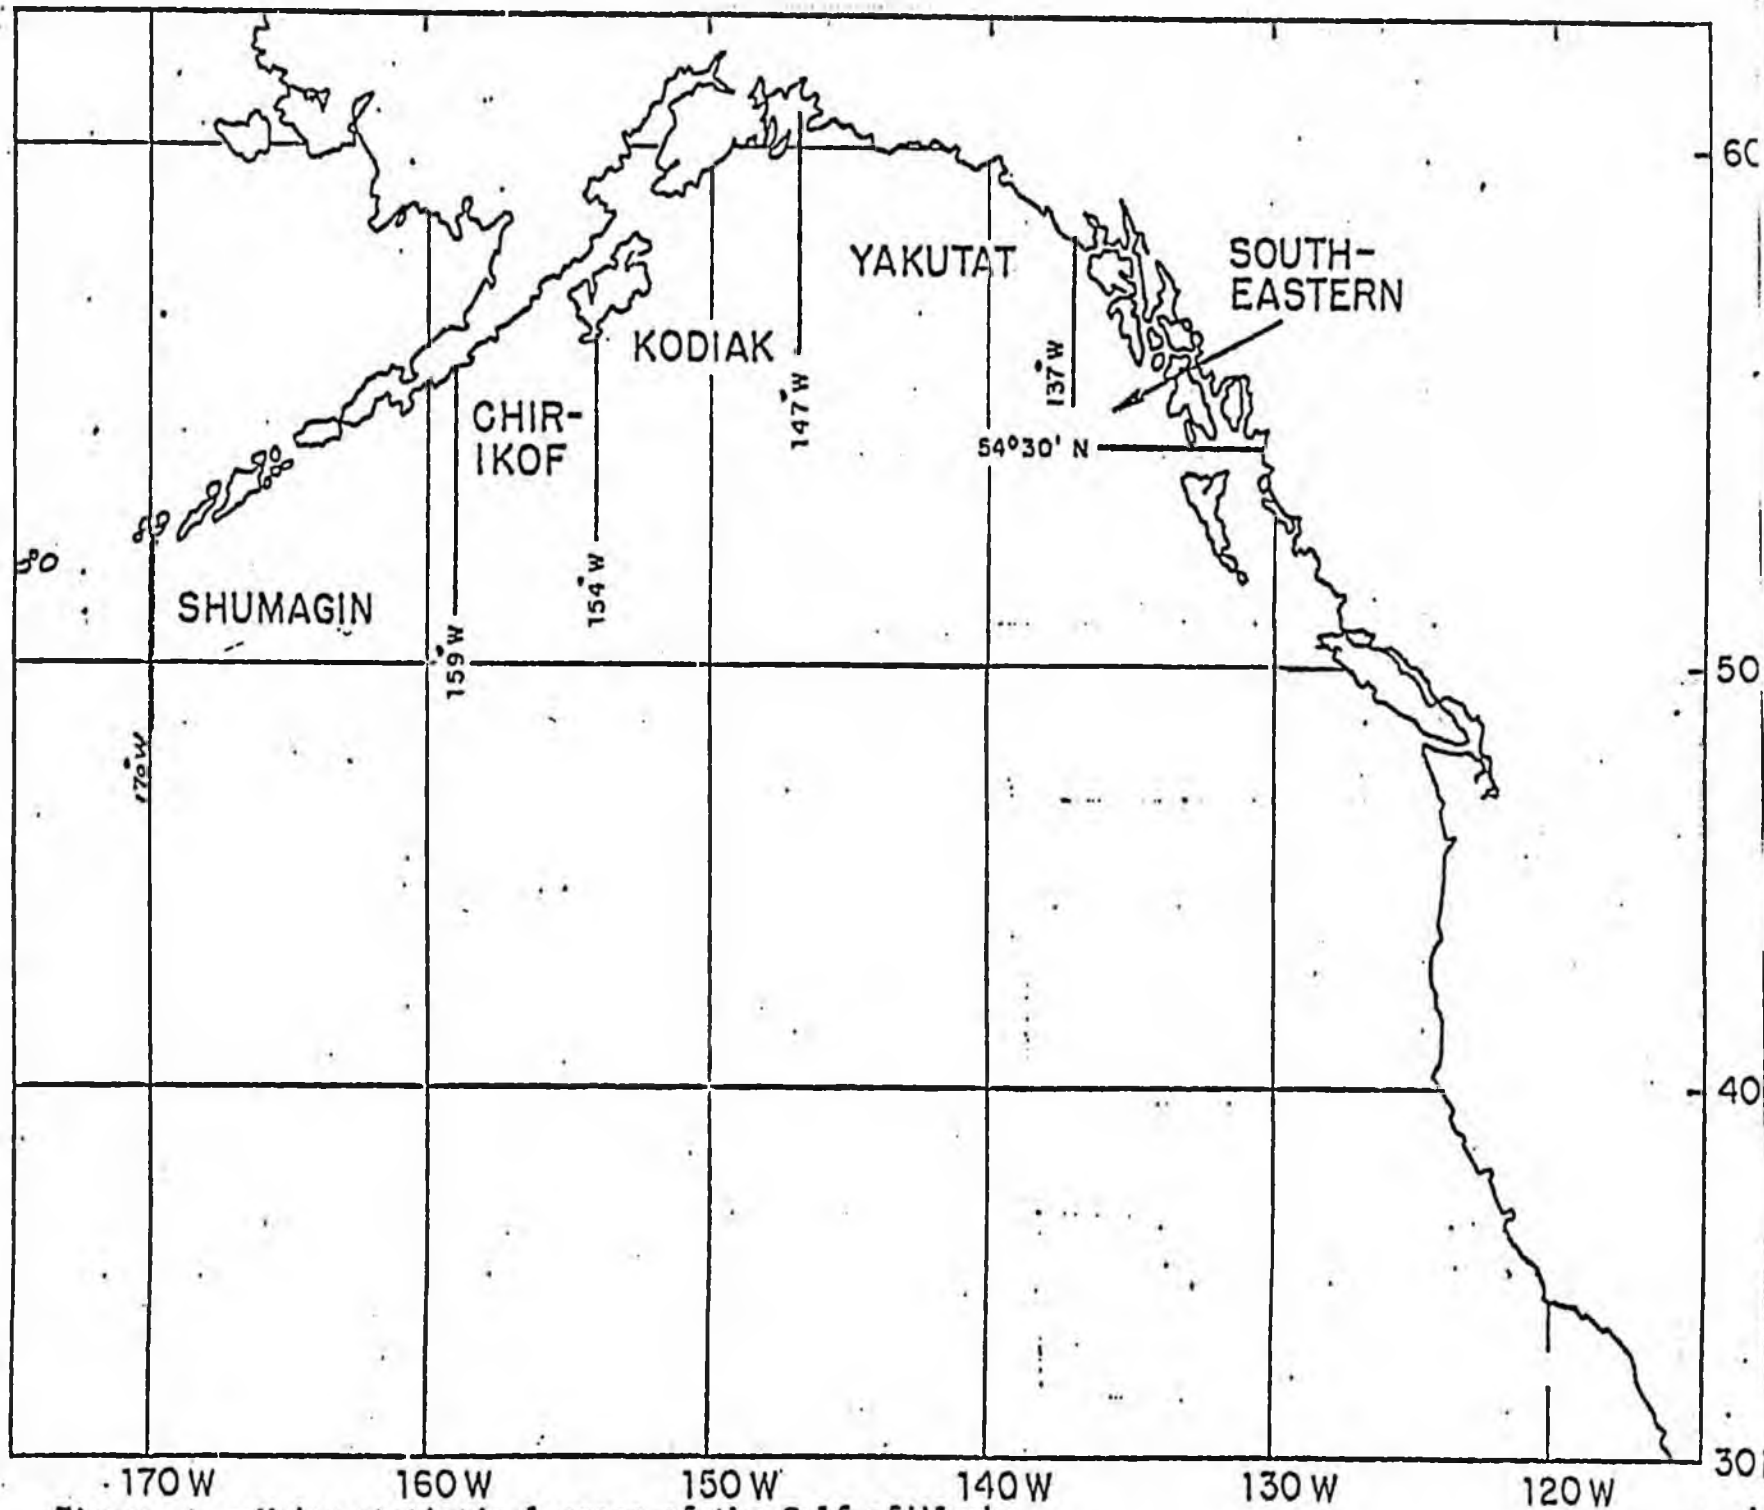 60
YAKUTAT
SOUTH-
EASTERN
KODIAK
137°W
147°W
CHIR-
IKOF
54°30' N
154°W
SHUMAGIN
159°W
50
170°W
40
30
170 W
160 W
150 W
140 W
130 W
120 W